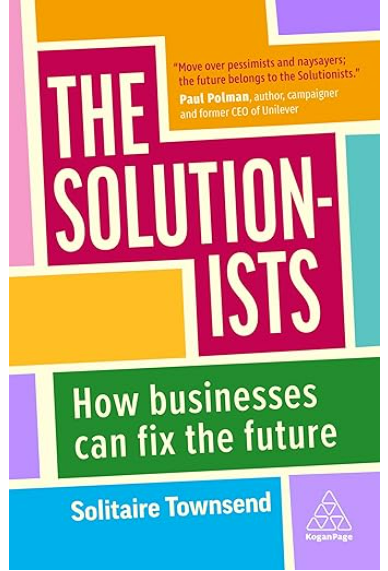 “Move over pessimists and naysayers;
the future belongs to the Solutionists.”
Paul Polman, author, campaigner
and former CEO of Unilever
THE
SOLUTION-
ISTS
How businesses
can fix the future
Solitaire Townsend
KoganPage